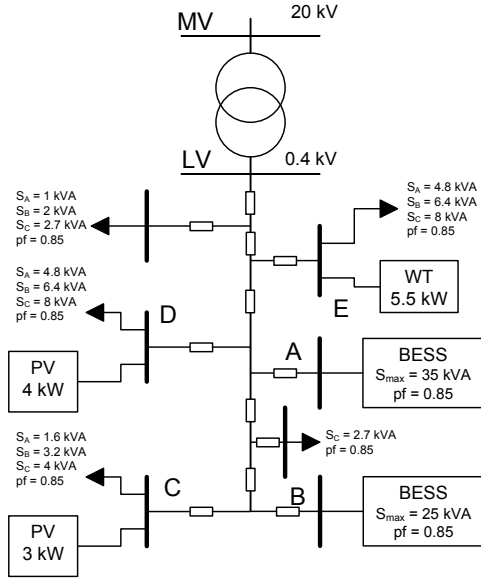 MV
20 kV
LV
0.4 kV
S_A = 1 kVA
S_B = 2 kVA
S_C = 2.7 kVA
pf = 0.85
S_A = 4.8 kVA
S_B = 6.4 kVA
S_C = 8 kVA
pf = 0.85
WT
5.5 kW
E
S_A = 4.8 kVA
S_B = 6.4 kVA
S_C = 8 kVA
pf = 0.85
D
PV
4 kW
A
BESS
S_max = 35 kVA
pf = 0.85
S_C = 2.7 kVA
pf = 0.85
S_A = 1.6 kVA
S_B = 3.2 kVA
S_C = 4 kVA
pf = 0.85
C
PV
3 kW
B
BESS
S_max = 25 kVA
pf = 0.85